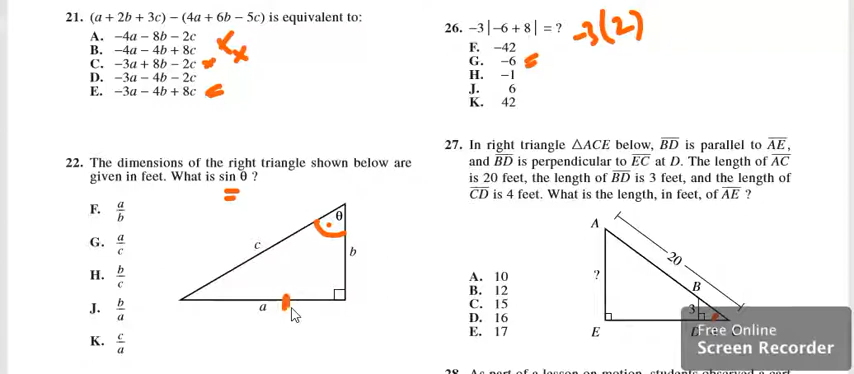 21. (a + 2b + 3c) − (4a + 6b − 5c) is equivalent to:
A. −4a − 8b − 2c
B. −4a − 4b + 8c
C. −3a + 8b − 2c
D. −3a − 4b − 2c
E. −3a − 4b + 8c
22. The dimensions of the right triangle shown below are
given in feet. What is sin θ ?
F. a/b
G. a/c
H. b/c
J. b/a
K. c/a
θ
c
b
a
26. −3|−6 + 8| = ?
-3(2)
F. −42
G. −6
H. −1
J. 6
K. 42
27. In right triangle △ACE below, BD is parallel to AE,
and BD is perpendicular to EC at D. The length of AC
is 20 feet, the length of BD is 3 feet, and the length of
CD is 4 feet. What is the length, in feet, of AE ?
A. 10
B. 12
C. 15
D. 16
E. 17
A
20
?
B
3
E
Free Online
Screen Recorder